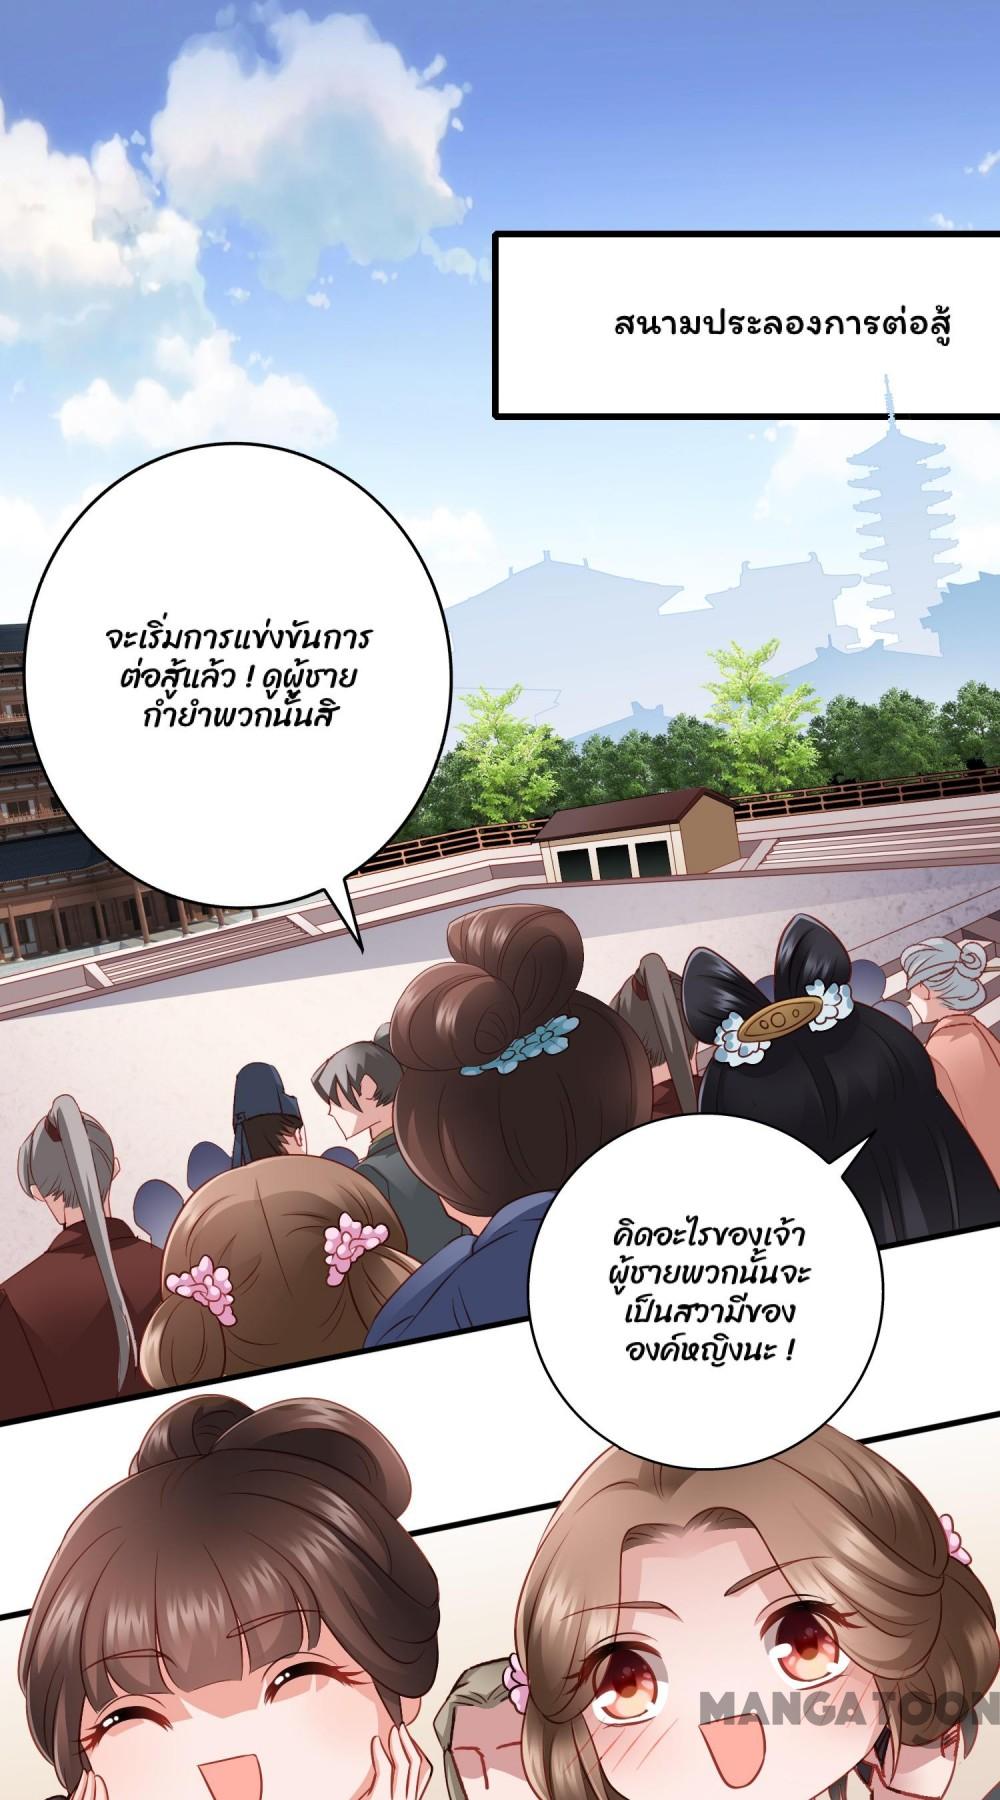 สนามประลองการต่อสู้
จะเริ่มการแข่งขันการ
ต่อสู้แล้ว ! ดูผู้ชาย
กำยำพวกนั้นสิ
คิดอะไรของเจ้า
ผู้ชายพวกนั้นจะ
เป็นสวามีของ
องค์หญิงนะ !
MANGATOON